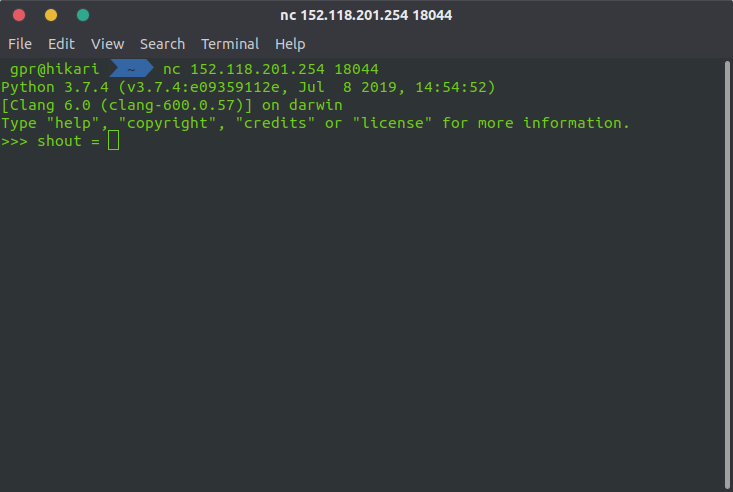 nc 152.118.201.254 18044
File Edit View Search Terminal Help
gpr@hikari ~ nc 152.118.201.254 18044
Python 3.7.4 (v3.7.4:e09359112e, Jul  8 2019, 14:54:52)
[Clang 6.0 (clang-600.0.57)] on darwin
Type "help", "copyright", "credits" or "license" for more information.
>>> shout =